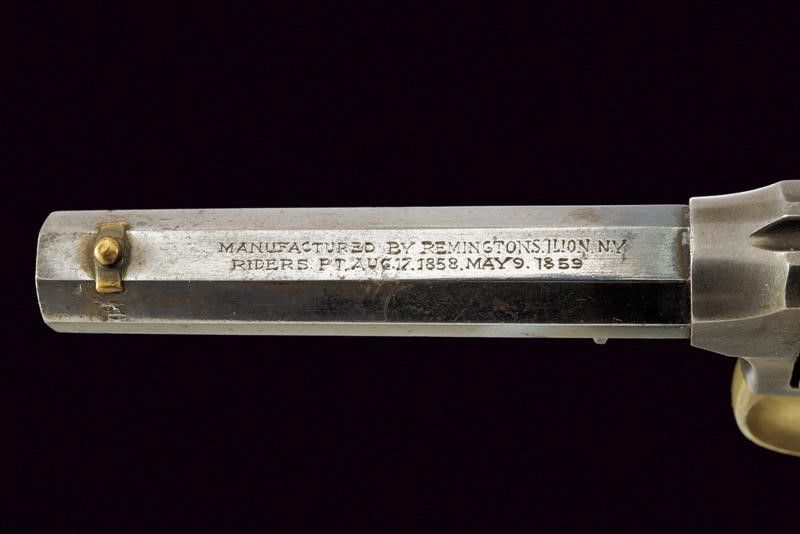 MANUFACTURED BY REMINGTONS, ILION, N.Y.
RIDERS PT. AUG. 17. 1858, MAY 9. 1859